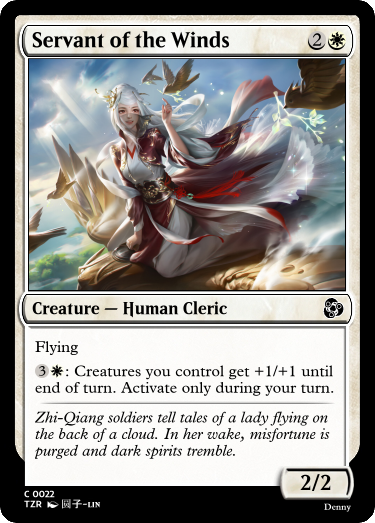 Servant of the Winds 2
Creature — Human Cleric
Flying
3: Creatures you control get +1/+1 until
end of turn. Activate only during your turn.
Zhi-Qiang soldiers tell tales of a lady flying on
the back of a cloud. In her wake, misfortune is
purged and dark spirits tremble.
2/2
C 0022
TZR 圆子-LIN
Denny